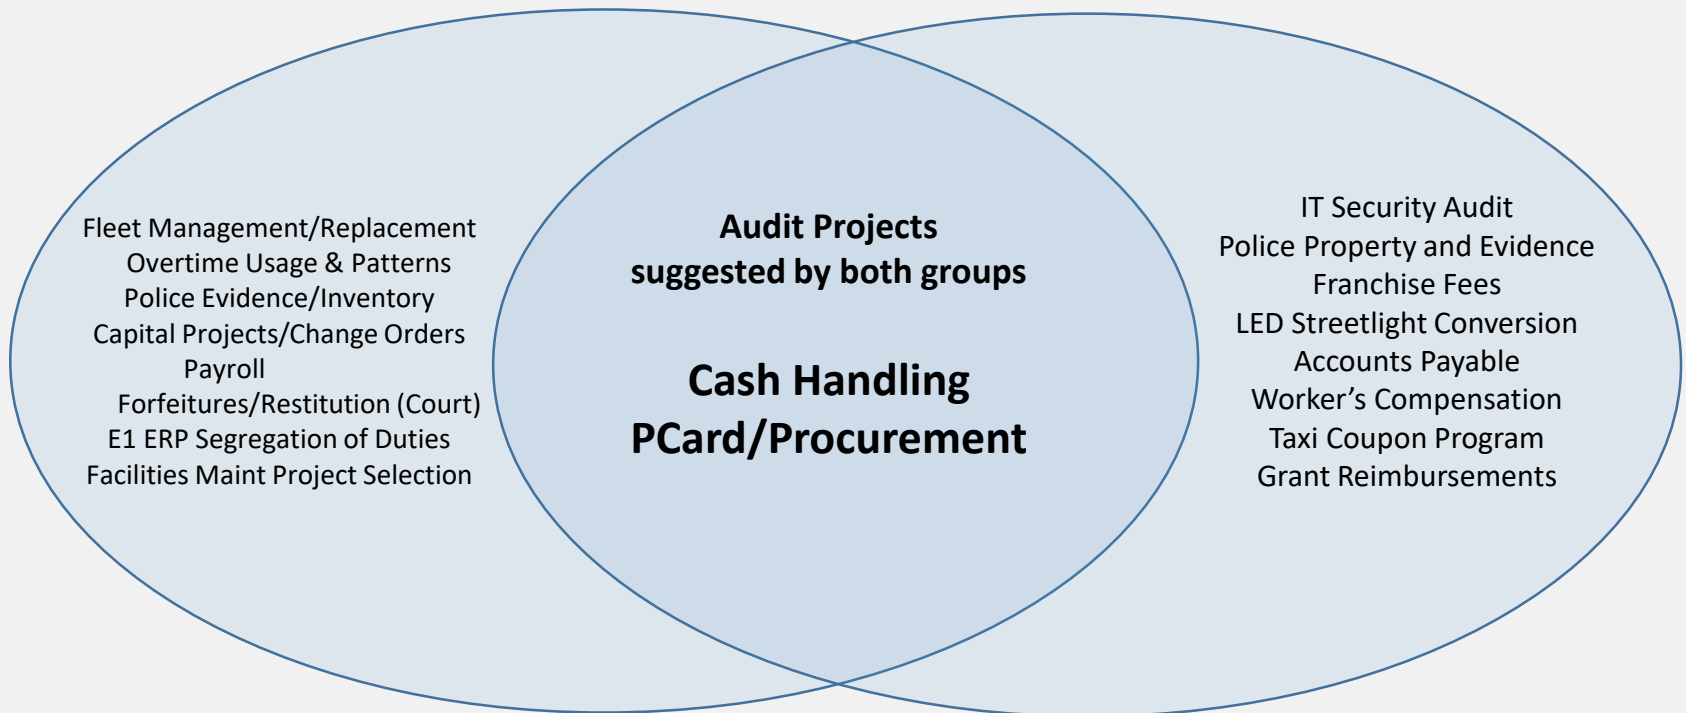 Fleet Management/Replacement
Overtime Usage & Patterns
Police Evidence/Inventory
Capital Projects/Change Orders
Payroll
Forfeitures/Restitution (Court)
E1 ERP Segregation of Duties
Facilities Maint Project Selection
Audit Projects
suggested by both groups
Cash Handling
PCard/Procurement
IT Security Audit
Police Property and Evidence
Franchise Fees
LED Streetlight Conversion
Accounts Payable
Worker’s Compensation
Taxi Coupon Program
Grant Reimbursements